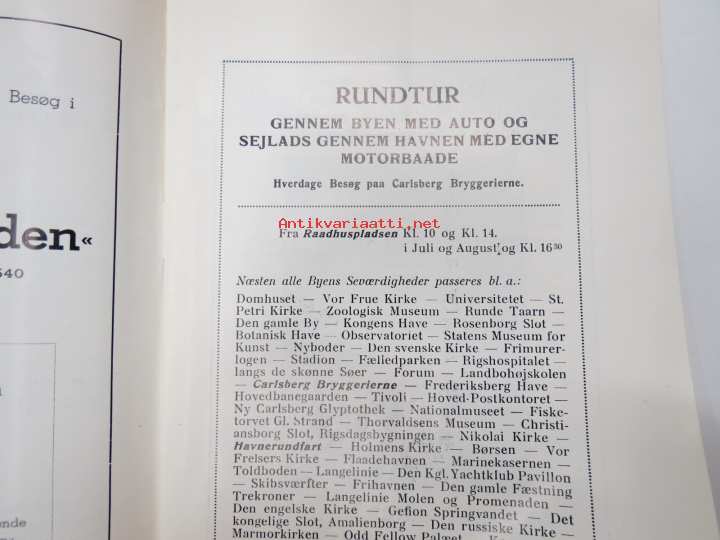 Besøg i
den«
540
ende
RUNDTUR
GENNEM BYEN MED AUTO OG
SEJLADS GENNEM HAVNEN MED EGNE
MOTORBAADE
Hverdage Besøg paa Carlsberg Bryggerierne.
Antikvariaatti.net
Fra Raadhuspladsen Kl. 10 og Kl. 14.
i Juli og August og Kl. 16³⁰
Næsten alle Byens Seværdigheder passeres bl. a.:
Domhuset — Vor Frue Kirke — Universitetet — St.
Petri Kirke — Zoologisk Museum — Runde Taarn —
Den gamle By — Kongens Have — Rosenborg Slot —
Botanisk Have — Observatoriet — Statens Museum for
Kunst — Nyboder — Den svenske Kirke — Frimurer-
logen — Stadion — Fælledparken — Rigshospitalet —
langs de skønne Søer — Forum — Landbohøjskolen
— Carlsberg Bryggerierne — Frederiksberg Have —
Hovedbanegaarden — Tivoli — Hoved-Postkontoret —
Ny Carlsberg Glyptothek — Nationalmuseet — Fiske-
torvet Gl. Strand — Thorvaldsens Museum — Christi-
ansborg Slot, Rigsdagsbygningen — Nikolai Kirke —
Havnerundfart — Holmens Kirke — Børsen — Vor
Frelsers Kirke — Flaadehavnen — Marinekasernen —
Toldboden — Langelinie — Den Kgl. Yachtklub Pavillon
— Skibsværfter — Frihavnen — Den gamle Fæstning
Trekroner — Langelinie Molen og Promenaden —
Den engelske Kirke — Gefion Springvandet — Det
kongelige Slot, Amalienborg — Den russiske Kirke —
Marmorkirken — Odd Fellow Palæet